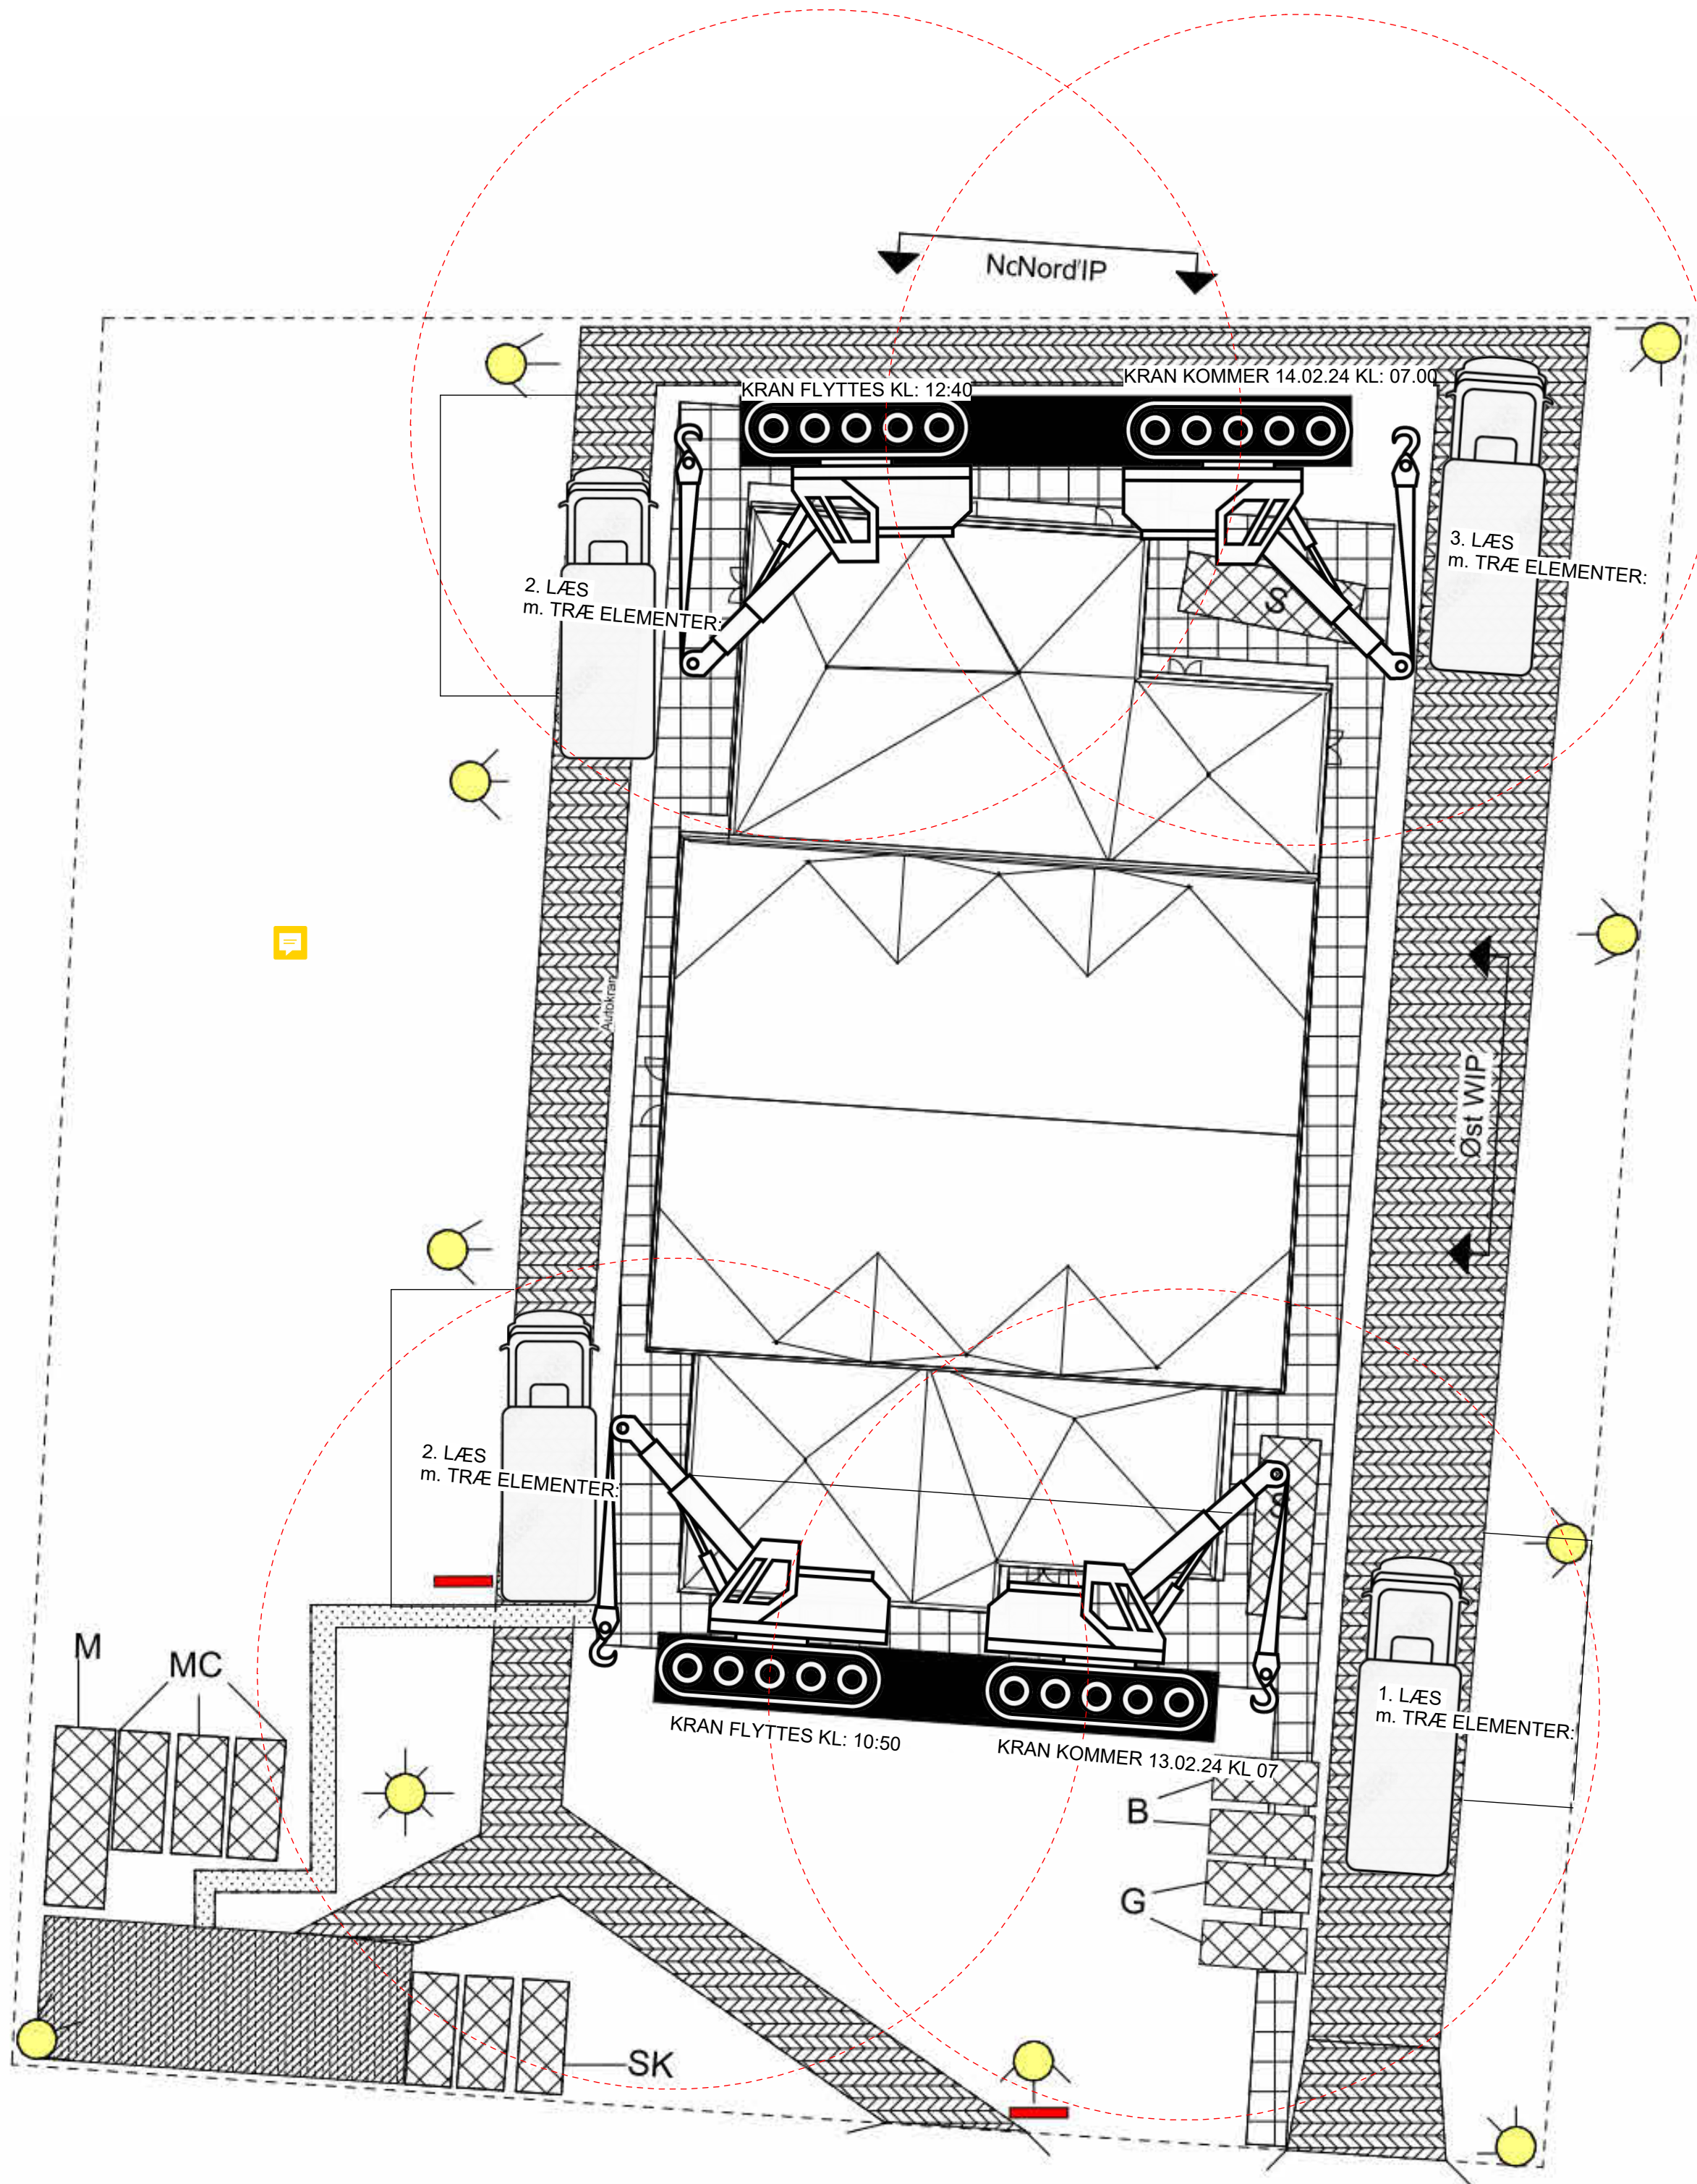 NcNord'IP
KRAN FLYTTES KL: 12:40
KRAN KOMMER 14.02.24 KL: 07.00
2. LÆS
m. TRÆ ELEMENTER:
3. LÆS
m. TRÆ ELEMENTER:
S
Autokran
Øst WIP
2. LÆS
m. TRÆ ELEMENTER:
S
M
MC
1. LÆS
m. TRÆ ELEMENTER:
KRAN FLYTTES KL: 10:50
KRAN KOMMER 13.02.24 KL 07
B
G
SK